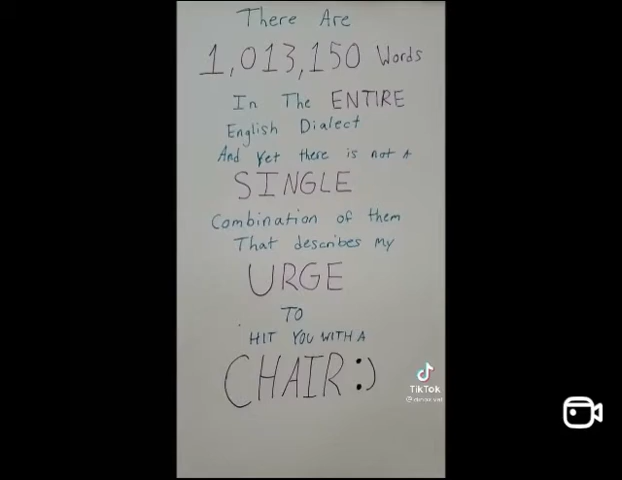 There Are
1,013,150 Words
In The ENTIRE
English Dialect
And Yet there is not A
SINGLE
Combination of them
That describes my
URGE
TO
HIT YOU WITH A
CHAIR :)
TikTok